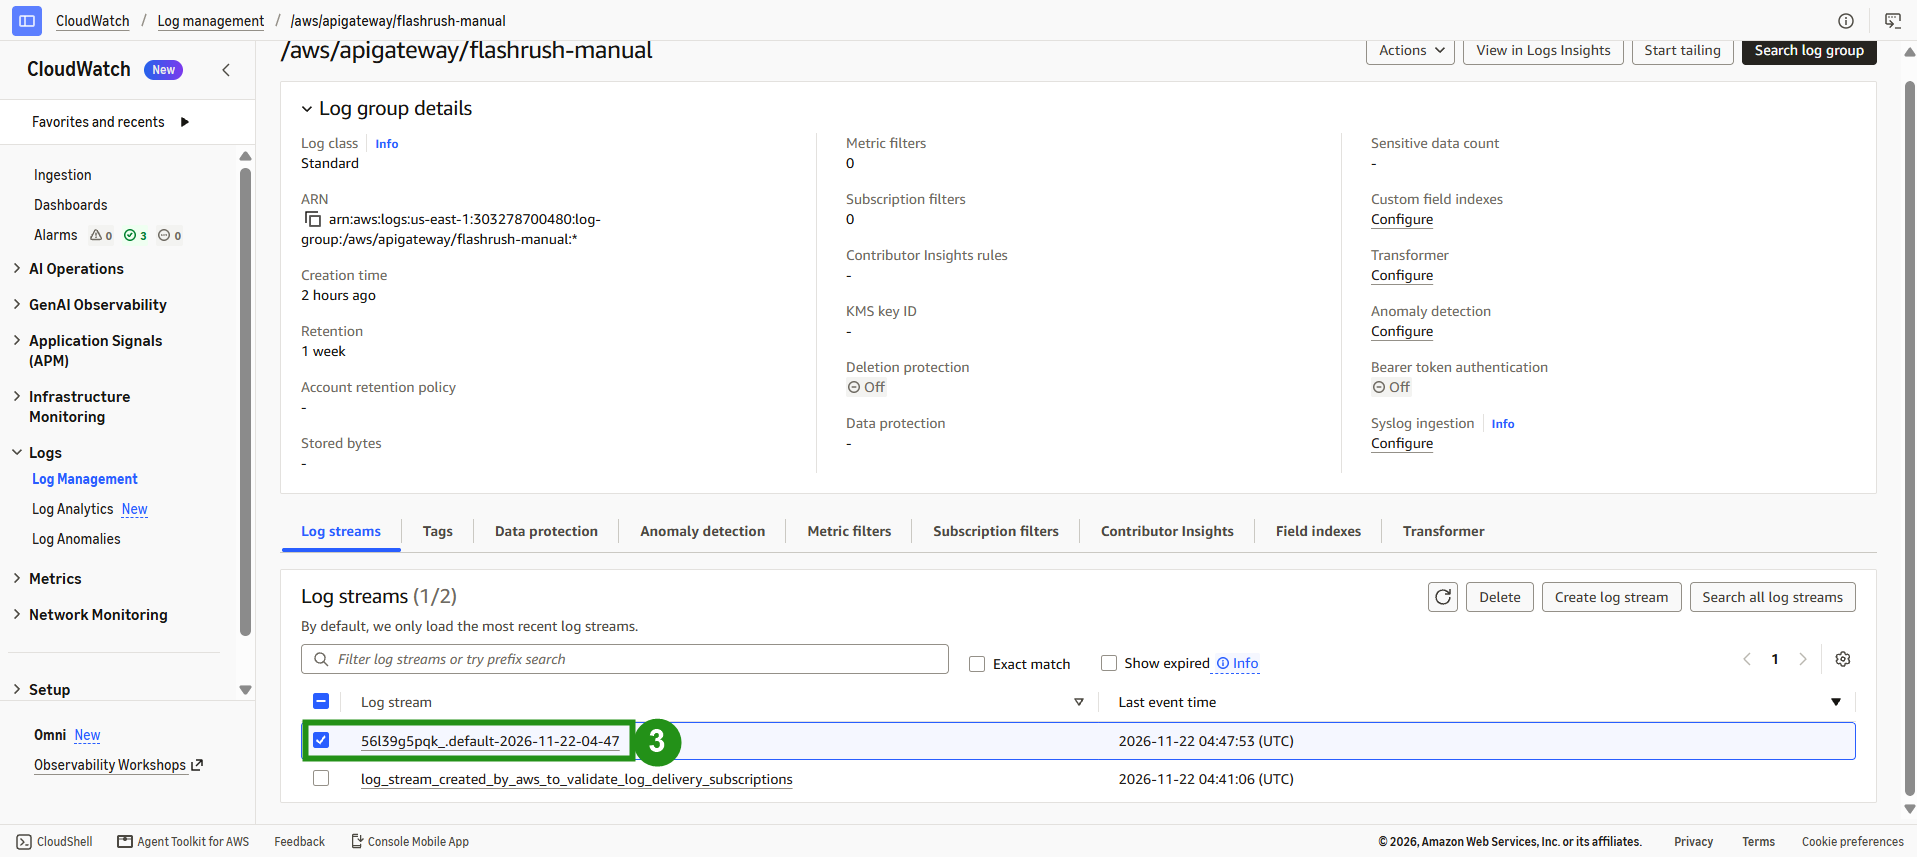 CloudWatch / Log management / /aws/apigateway/flashrush-manual
CloudWatch New
Favorites and recents
Ingestion
Dashboards
Alarms 0 3 0
AI Operations
GenAI Observability
Application Signals
(APM)
Infrastructure
Monitoring
Logs
Log Management
Log Analytics New
Log Anomalies
Metrics
Network Monitoring
Setup
Omni New
Observability Workshops
/aws/apigateway/flashrush-manual
Actions View in Logs Insights Start tailing Search log group
Log group details
Log class Info
Standard
ARN
arn:aws:logs:us-east-1:303278700480:log-
group:/aws/apigateway/flashrush-manual:*
Creation time
2 hours ago
Retention
1 week
Account retention policy
-
Stored bytes
-
Metric filters
0
Subscription filters
0
Contributor Insights rules
-
KMS key ID
-
Deletion protection
Off
Data protection
-
Sensitive data count
-
Custom field indexes
Configure
Transformer
Configure
Anomaly detection
Configure
Bearer token authentication
Off
Syslog ingestion Info
Configure
Log streams Tags Data protection Anomaly detection Metric filters Subscription filters Contributor Insights Field indexes Transformer
Log streams (1/2)
Delete Create log stream Search all log streams
By default, we only load the most recent log streams.
Filter log streams or try prefix search Exact match Show expired Info 1
Log stream Last event time
56l39g5pqk_.default-2026-11-22-04-47 3 2026-11-22 04:47:53 (UTC)
log_stream_created_by_aws_to_validate_log_delivery_subscriptions 2026-11-22 04:41:06 (UTC)
CloudShell Agent Toolkit for AWS Feedback Console Mobile App © 2026, Amazon Web Services, Inc. or its affiliates. Privacy Terms Cookie preferences